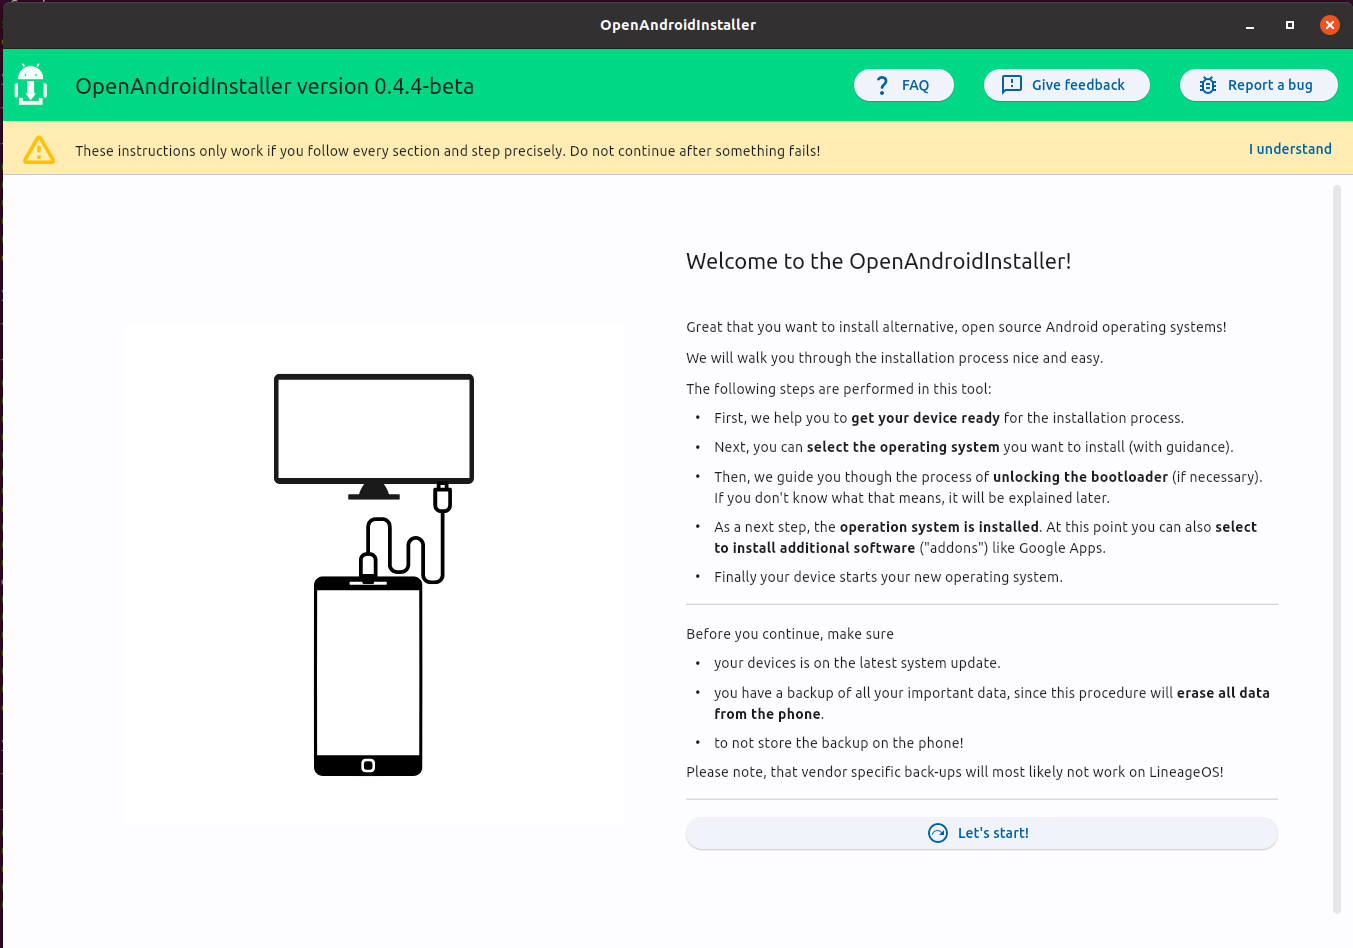 OpenAndroidInstaller
OpenAndroidInstaller version 0.4.4-beta
? FAQ
Give feedback
Report a bug
These instructions only work if you follow every section and step precisely. Do not continue after something fails!
I understand
Welcome to the OpenAndroidInstaller!
Great that you want to install alternative, open source Android operating systems!
We will walk you through the installation process nice and easy.
The following steps are performed in this tool:
• First, we help you to get your device ready for the installation process.
• Next, you can select the operating system you want to install (with guidance).
• Then, we guide you though the process of unlocking the bootloader (if necessary).
If you don't know what that means, it will be explained later.
• As a next step, the operation system is installed. At this point you can also select
to install additional software ("addons") like Google Apps.
• Finally your device starts your new operating system.
Before you continue, make sure
• your devices is on the latest system update.
• you have a backup of all your important data, since this procedure will erase all data
from the phone.
• to not store the backup on the phone!
Please note, that vendor specific back-ups will most likely not work on LineageOS!
Let's start!